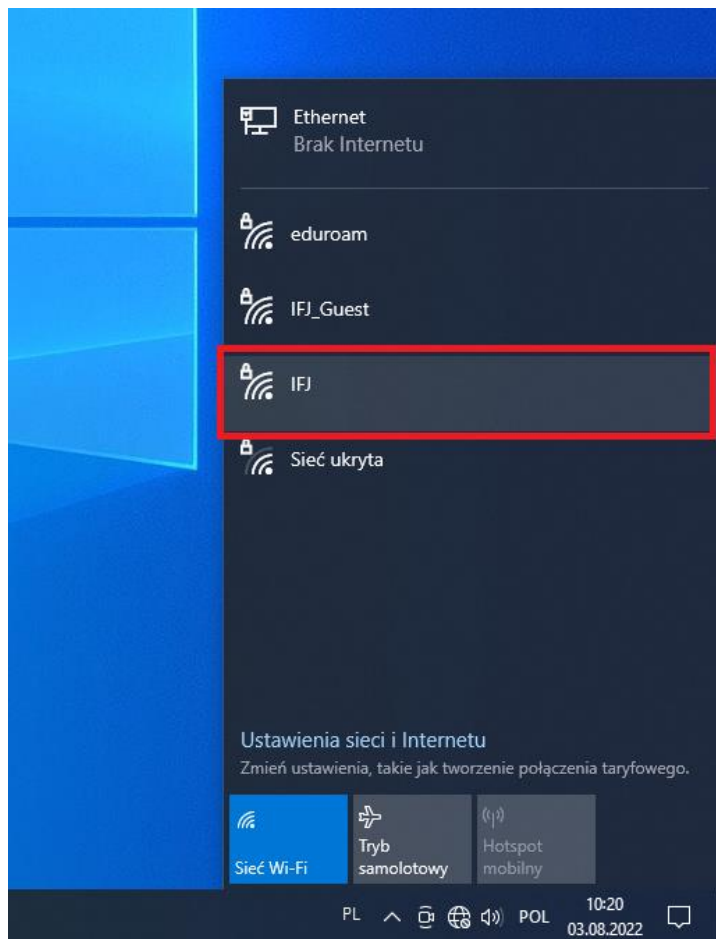 Ethernet
Brak Internetu
eduroam
IFJ_Guest
IFJ
Sieć ukryta
Ustawienia sieci i Internetu
Zmień ustawienia, takie jak tworzenie połączenia taryfowego.
Sieć Wi-Fi
Tryb
samolotowy
Hotspot
mobilny
PL
POL
10:20
03.08.2022